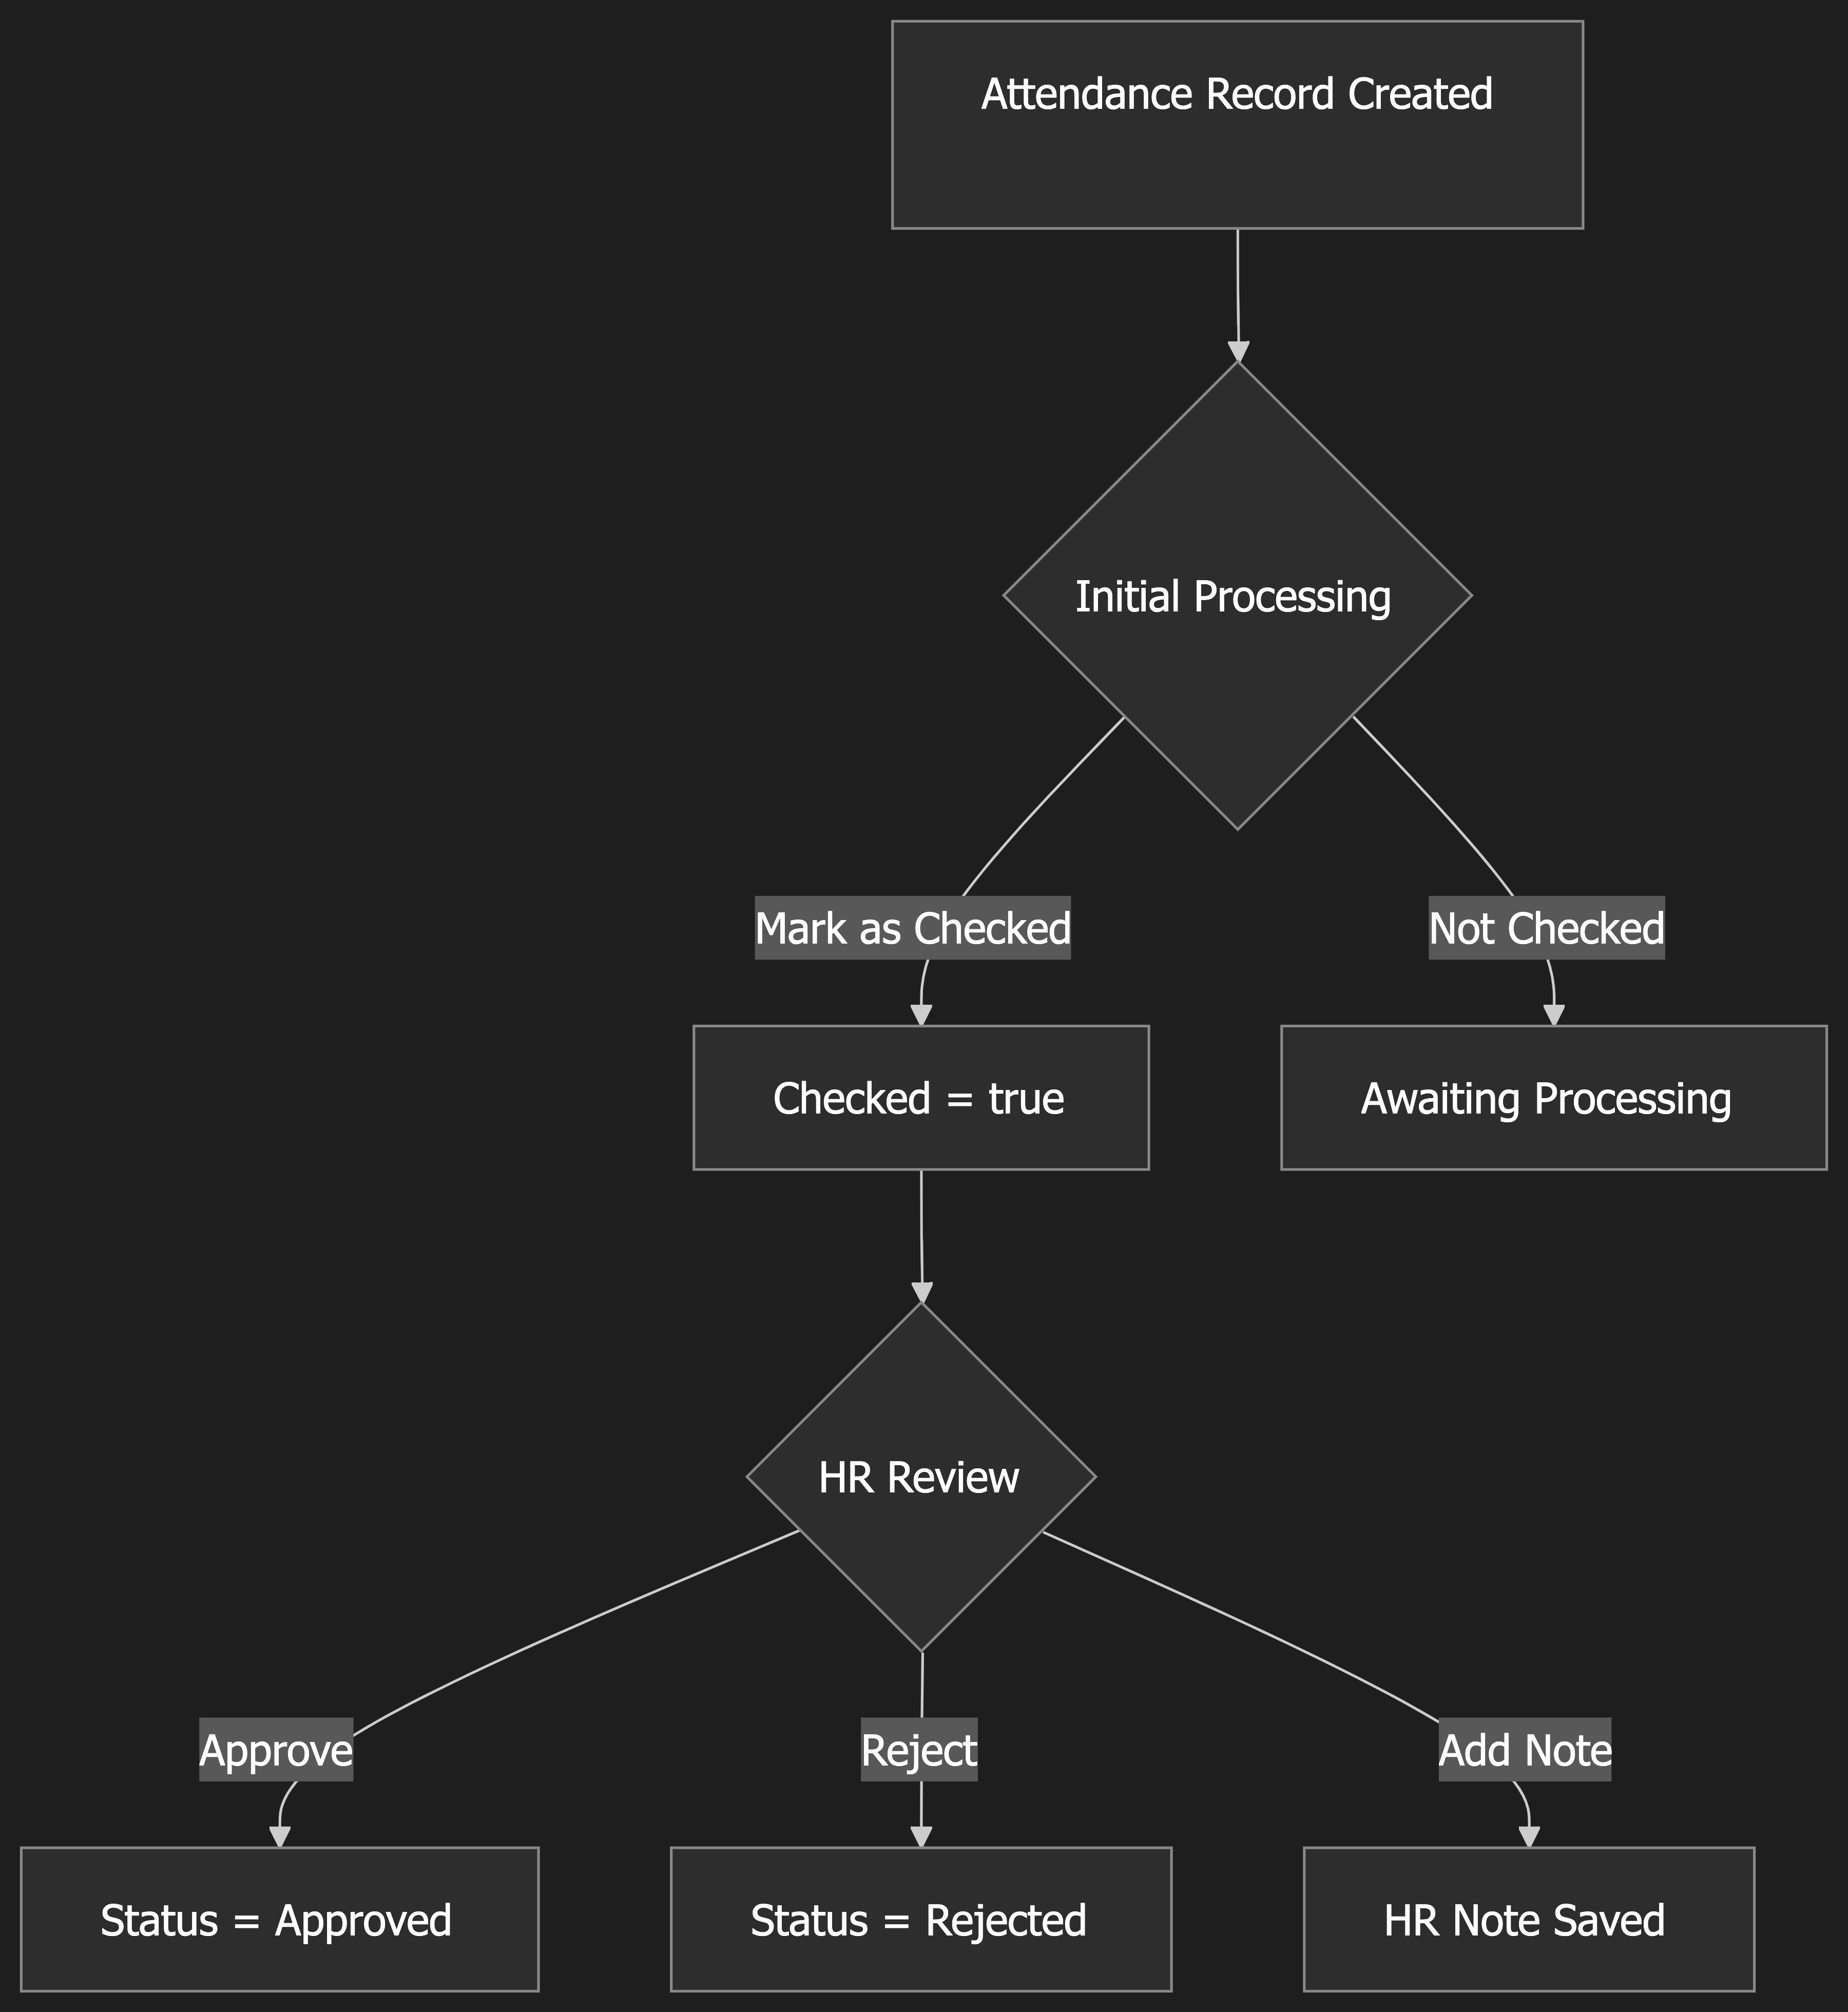 Attendance Record Created
Initial Processing
Mark as Checked
Not Checked
Checked = true
Awaiting Processing
HR Review
Approve
Reject
Add Note
Status = Approved
Status = Rejected
HR Note Saved